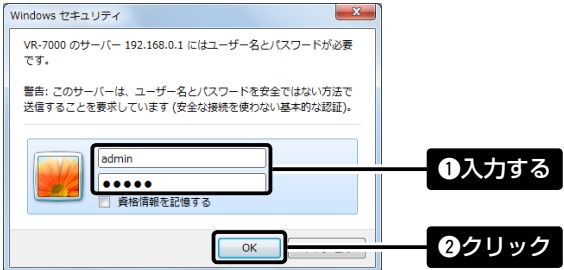 Windows セキュリティ
VR-7000 のサーバー 192.168.0.1 にはユーザー名とパスワードが必要
です。
警告: このサーバーは、ユーザー名とパスワードを安全ではない方法で
送信することを要求しています (安全な接続を使わない基本的な認証)。
admin
●●●●●
❶入力する
資格情報を記憶する
OK
❷クリック